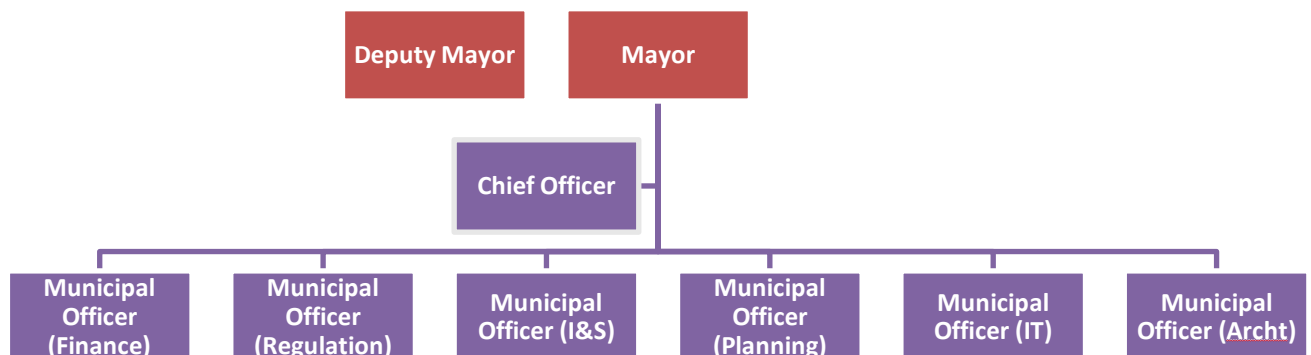 Deputy Mayor
Mayor
Chief Officer
Municipal
Officer
(Finance)
Municipal
Officer
(Regulation)
Municipal
Officer (I&S)
Municipal
Officer
(Planning)
Municipal
Officer (IT)
Municipal
Officer (Archt)